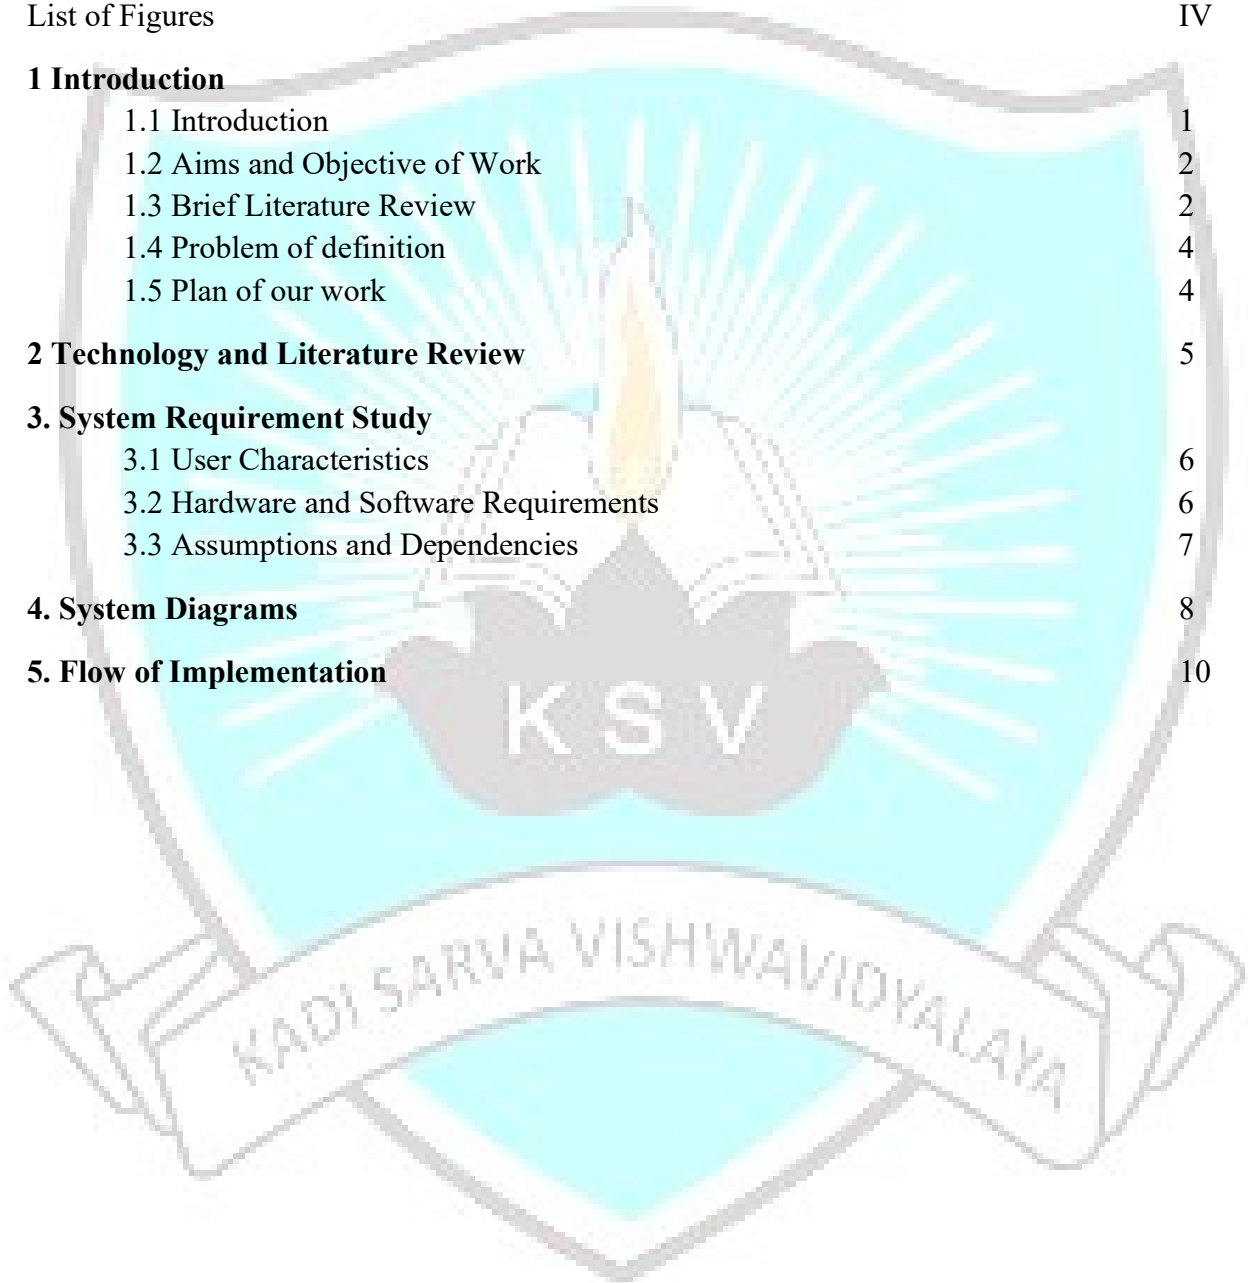 List of Figures IV
1 Introduction
1.1 Introduction 1
1.2 Aims and Objective of Work 2
1.3 Brief Literature Review 2
1.4 Problem of definition 4
1.5 Plan of our work 4
2 Technology and Literature Review 5
3. System Requirement Study
3.1 User Characteristics 6
3.2 Hardware and Software Requirements 6
3.3 Assumptions and Dependencies 7
4. System Diagrams 8
5. Flow of Implementation 10
K S V
KADI SARVA VISHWAVIDYALAYA